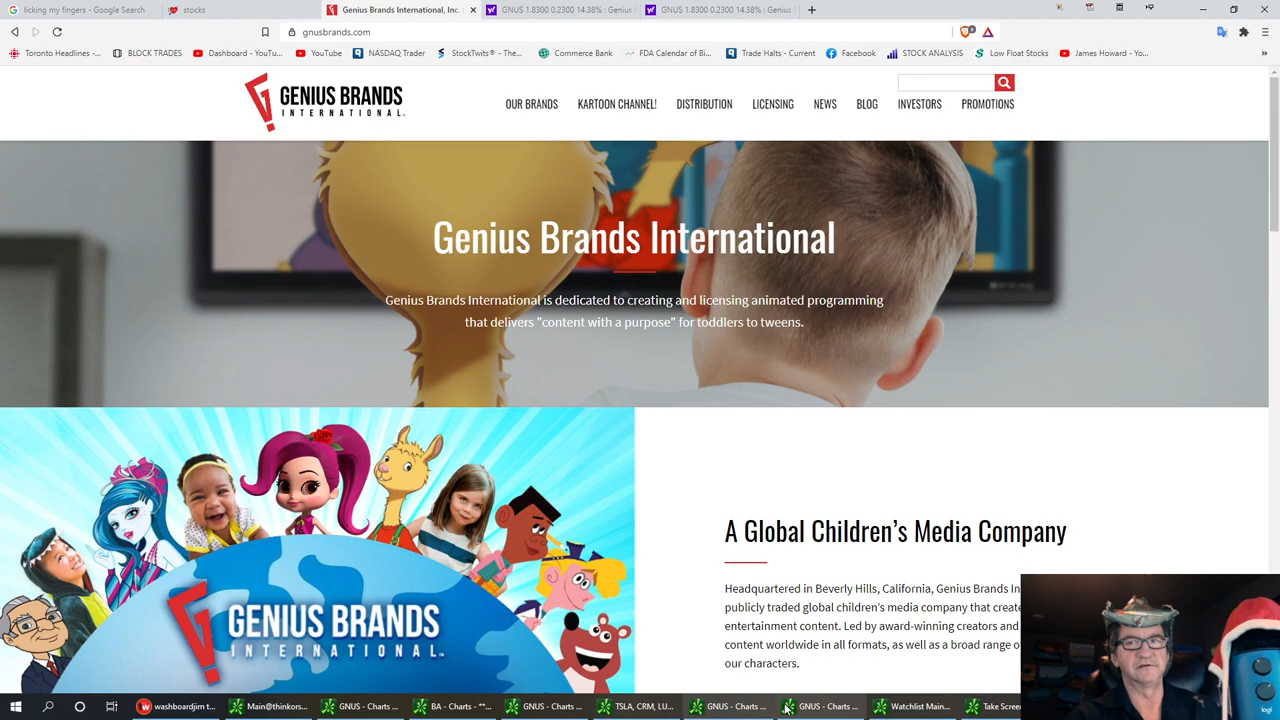 licking my fingers - Google Search
stocks
Genius Brands International, Inc.
GNUS 1.8300 0.2300 14.38% : Genius
GNUS 1.8300 0.2300 14.38% : Genius
gnusbrands.com
Toronto Headlines -...
BLOCK TRADES
Dashboard - YouTu...
YouTube
NASDAQ Trader
StockTwits® - The...
Commerce Bank
FDA Calendar of Bi...
Trade Halts - Current
Facebook
STOCK ANALYSIS
Low Float Stocks
James Howard - Yo...
GENIUS BRANDS
INTERNATIONAL
OUR BRANDS
KARTOON CHANNEL!
DISTRIBUTION
LICENSING
NEWS
BLOG
INVESTORS
PROMOTIONS
Genius Brands International
Genius Brands International is dedicated to creating and licensing animated programming
that delivers "content with a purpose" for toddlers to tweens.
GENIUS BRANDS
INTERNATIONAL
A Global Children's Media Company
Headquartered in Beverly Hills, California, Genius Brands In
publicly traded global children's media company that create
entertainment content. Led by award-winning creators and
content worldwide in all formats, as well as a broad range o
our characters.
washboardjim t...
Main@thinkors...
GNUS - Charts ...
BA - Charts - **...
GNUS - Charts ...
TSLA, CRM, LU...
GNUS - Charts ...
GNUS - Charts ...
Watchlist Main...
Take Screen
logi